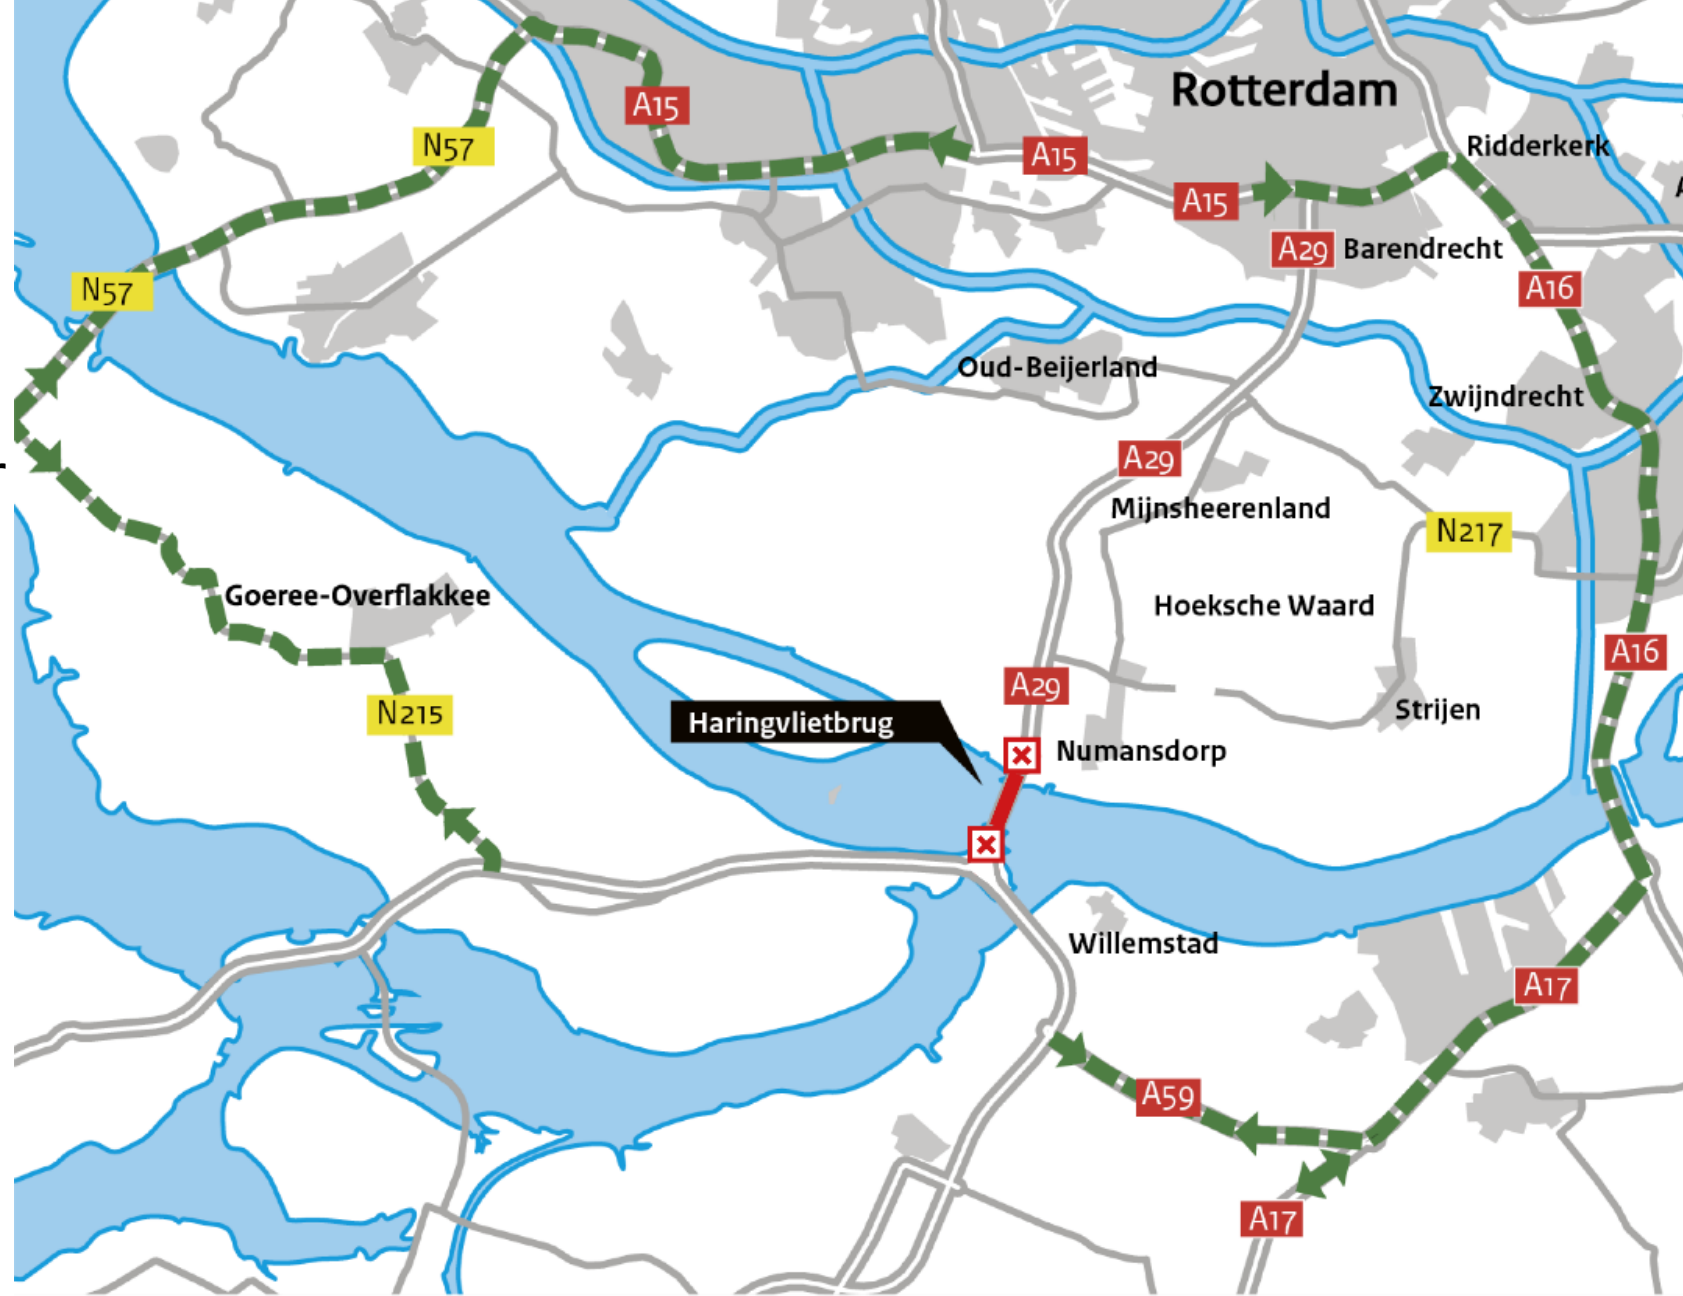 Rotterdam
A15
N57
Ridderkerk
A15
A15
A29
Barendrecht
N57
A16
Oud-Beijerland
Zwijndrecht
A29
Mijnsheerenland
N217
Goeree-Overflakkee
Hoeksche Waard
A16
A29
N215
Strijen
Haringvlietbrug
Numansdorp
Willemstad
A17
A59
A17